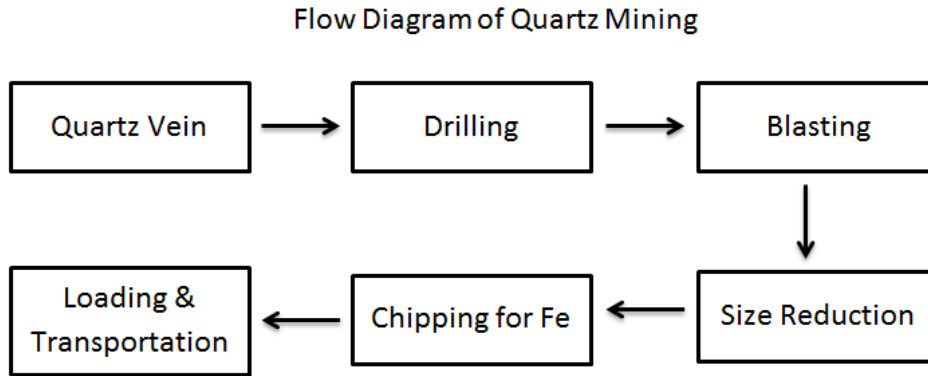 Flow Diagram of Quartz Mining
Quartz Vein
Drilling
Blasting
Size Reduction
Chipping for Fe
Loading &
Transportation